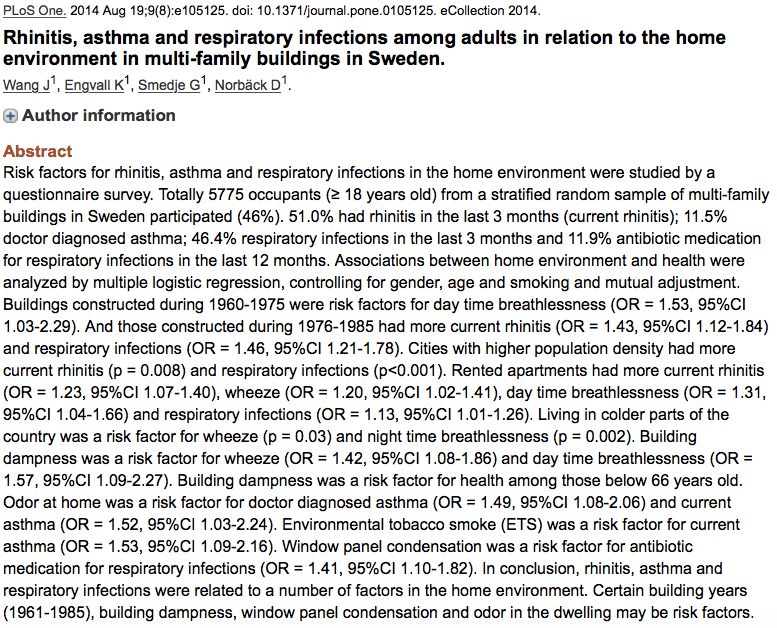 PLoS One. 2014 Aug 19;9(8):e105125. doi: 10.1371/journal.pone.0105125. eCollection 2014.
Rhinitis, asthma and respiratory infections among adults in relation to the home
environment in multi-family buildings in Sweden.
Wang J1, Engvall K1, Smedje G1, Norbäck D1.
Author information
Abstract
Risk factors for rhinitis, asthma and respiratory infections in the home environment were studied by a
questionnaire survey. Totally 5775 occupants (≥ 18 years old) from a stratified random sample of multi-family
buildings in Sweden participated (46%). 51.0% had rhinitis in the last 3 months (current rhinitis); 11.5%
doctor diagnosed asthma; 46.4% respiratory infections in the last 3 months and 11.9% antibiotic medication
for respiratory infections in the last 12 months. Associations between home environment and health were
analyzed by multiple logistic regression, controlling for gender, age and smoking and mutual adjustment.
Buildings constructed during 1960-1975 were risk factors for day time breathlessness (OR = 1.53, 95%CI
1.03-2.29). And those constructed during 1976-1985 had more current rhinitis (OR = 1.43, 95%CI 1.12-1.84)
and respiratory infections (OR = 1.46, 95%CI 1.21-1.78). Cities with higher population density had more
current rhinitis (p = 0.008) and respiratory infections (p<0.001). Rented apartments had more current rhinitis
(OR = 1.23, 95%CI 1.07-1.40), wheeze (OR = 1.20, 95%CI 1.02-1.41), day time breathlessness (OR = 1.31,
95%CI 1.04-1.66) and respiratory infections (OR = 1.13, 95%CI 1.01-1.26). Living in colder parts of the
country was a risk factor for wheeze (p = 0.03) and night time breathlessness (p = 0.002). Building
dampness was a risk factor for wheeze (OR = 1.42, 95%CI 1.08-1.86) and day time breathlessness (OR =
1.57, 95%CI 1.09-2.27). Building dampness was a risk factor for health among those below 66 years old.
Odor at home was a risk factor for doctor diagnosed asthma (OR = 1.49, 95%CI 1.08-2.06) and current
asthma (OR = 1.52, 95%CI 1.03-2.24). Environmental tobacco smoke (ETS) was a risk factor for current
asthma (OR = 1.53, 95%CI 1.09-2.16). Window panel condensation was a risk factor for antibiotic
medication for respiratory infections (OR = 1.41, 95%CI 1.10-1.82). In conclusion, rhinitis, asthma and
respiratory infections were related to a number of factors in the home environment. Certain building years
(1961-1985), building dampness, window panel condensation and odor in the dwelling may be risk factors.